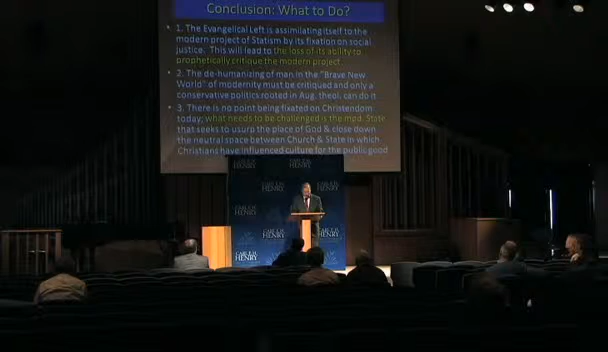 Conclusion: What to Do?
• 1. The Evangelical Left is assimilating itself to the
modern project of Statism by its fixation on social
justice. This will lead to the loss of its ability to
prophetically critique the modern project.
• 2. The de-humanizing of man in the "Brave New
World" of modernity must be critiqued and only a
conservative politics rooted in Aug. theol. can do it
• 3. There is no point being fixated on Christendom
today; what needs to be challenged is the mod. State
that seeks to usurp the place of God & close down
the neutral space between Church & State in which
Christians have influenced culture for the public good
HENRY
HENRY
HENRY
HENRY